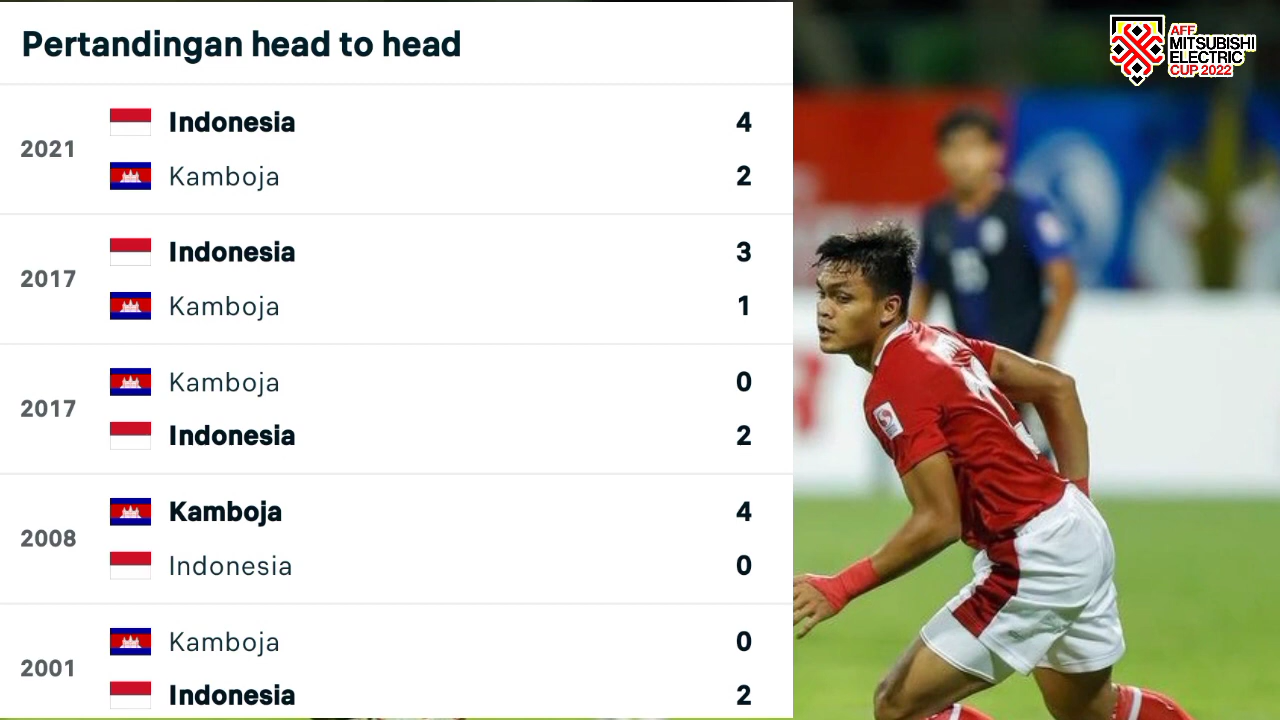 Pertandingan head to head
2021
Indonesia 4
Kamboja 2
2017
Indonesia 3
Kamboja 1
2017
Kamboja 0
Indonesia 2
2008
Kamboja 4
Indonesia 0
2001
Kamboja 0
Indonesia 2
AFF
MITSUBISHI
ELECTRIC
CUP 2022